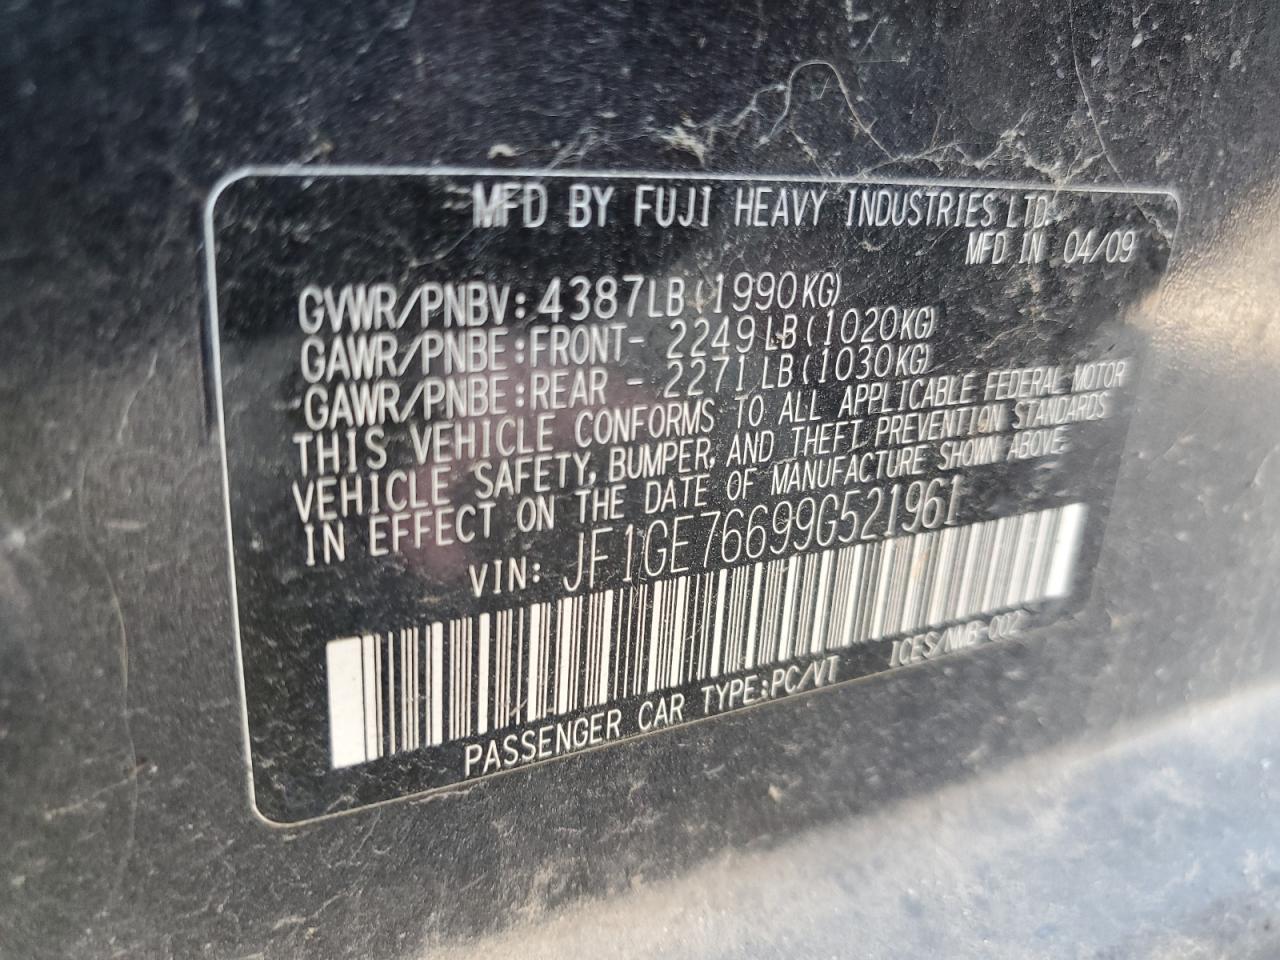 MFD BY FUJI HEAVY INDUSTRIES LTD.
MFD IN 04/09
GVWR/PNBV: 4387LB (1990KG)
GAWR/PNBE:FRONT- 2249LB (1020KG)
GAWR/PNBE:REAR - 2271LB (1030KG)
THIS VEHICLE CONFORMS TO ALL APPLICABLE FEDERAL MOTOR
VEHICLE SAFETY, BUMPER, AND THEFT PREVENTION STANDARDS
IN EFFECT ON THE DATE OF MANUFACTURE SHOWN ABOVE.
VIN: JF1GE76699G521961
PASSENGER CAR TYPE:PC/VT ICES/NMB-002